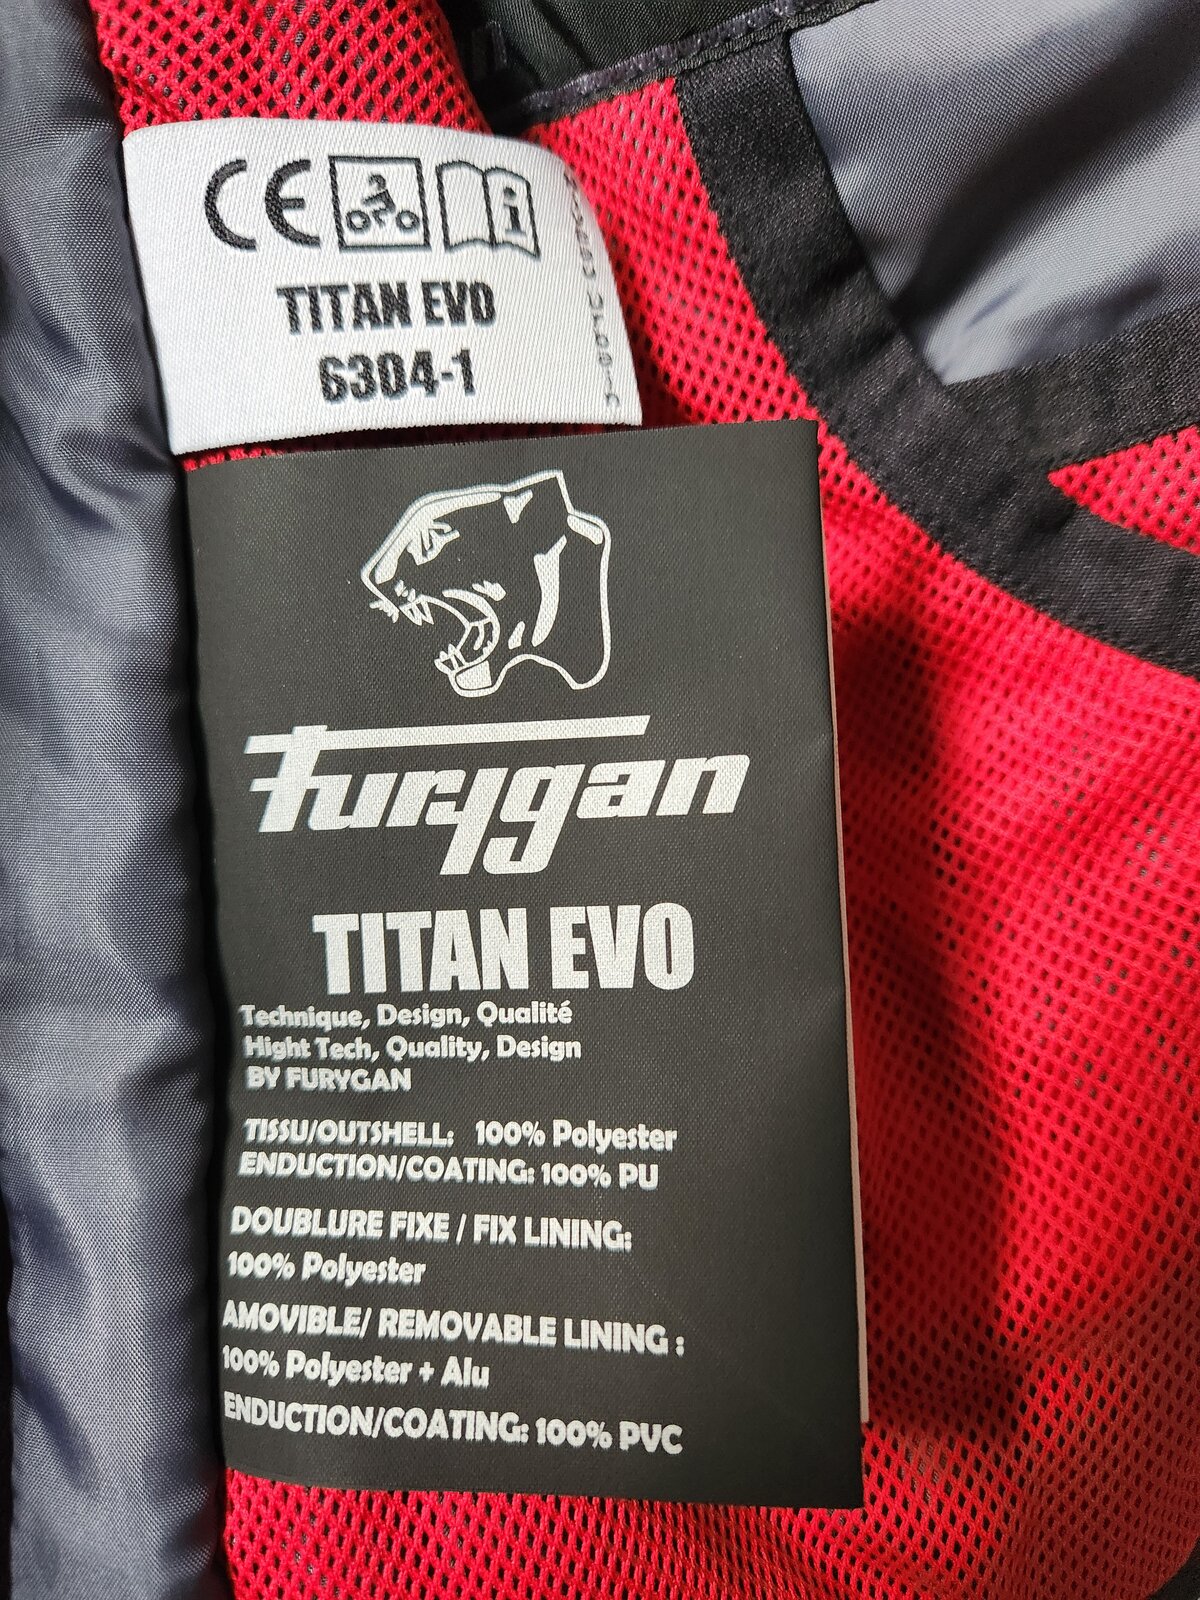 CE
TITAN EVO
6304-1
furygan
TITAN EVO
Technique, Design, Qualité
Hight Tech, Quality, Design
BY FURYGAN
TISSU/OUTSHELL: 100% Polyester
ENDUCTION/COATING: 100% PU
DOUBLURE FIXE / FIX LINING:
100% Polyester
AMOVIBLE/ REMOVABLE LINING :
100% Polyester + Alu
ENDUCTION/COATING: 100% PVC